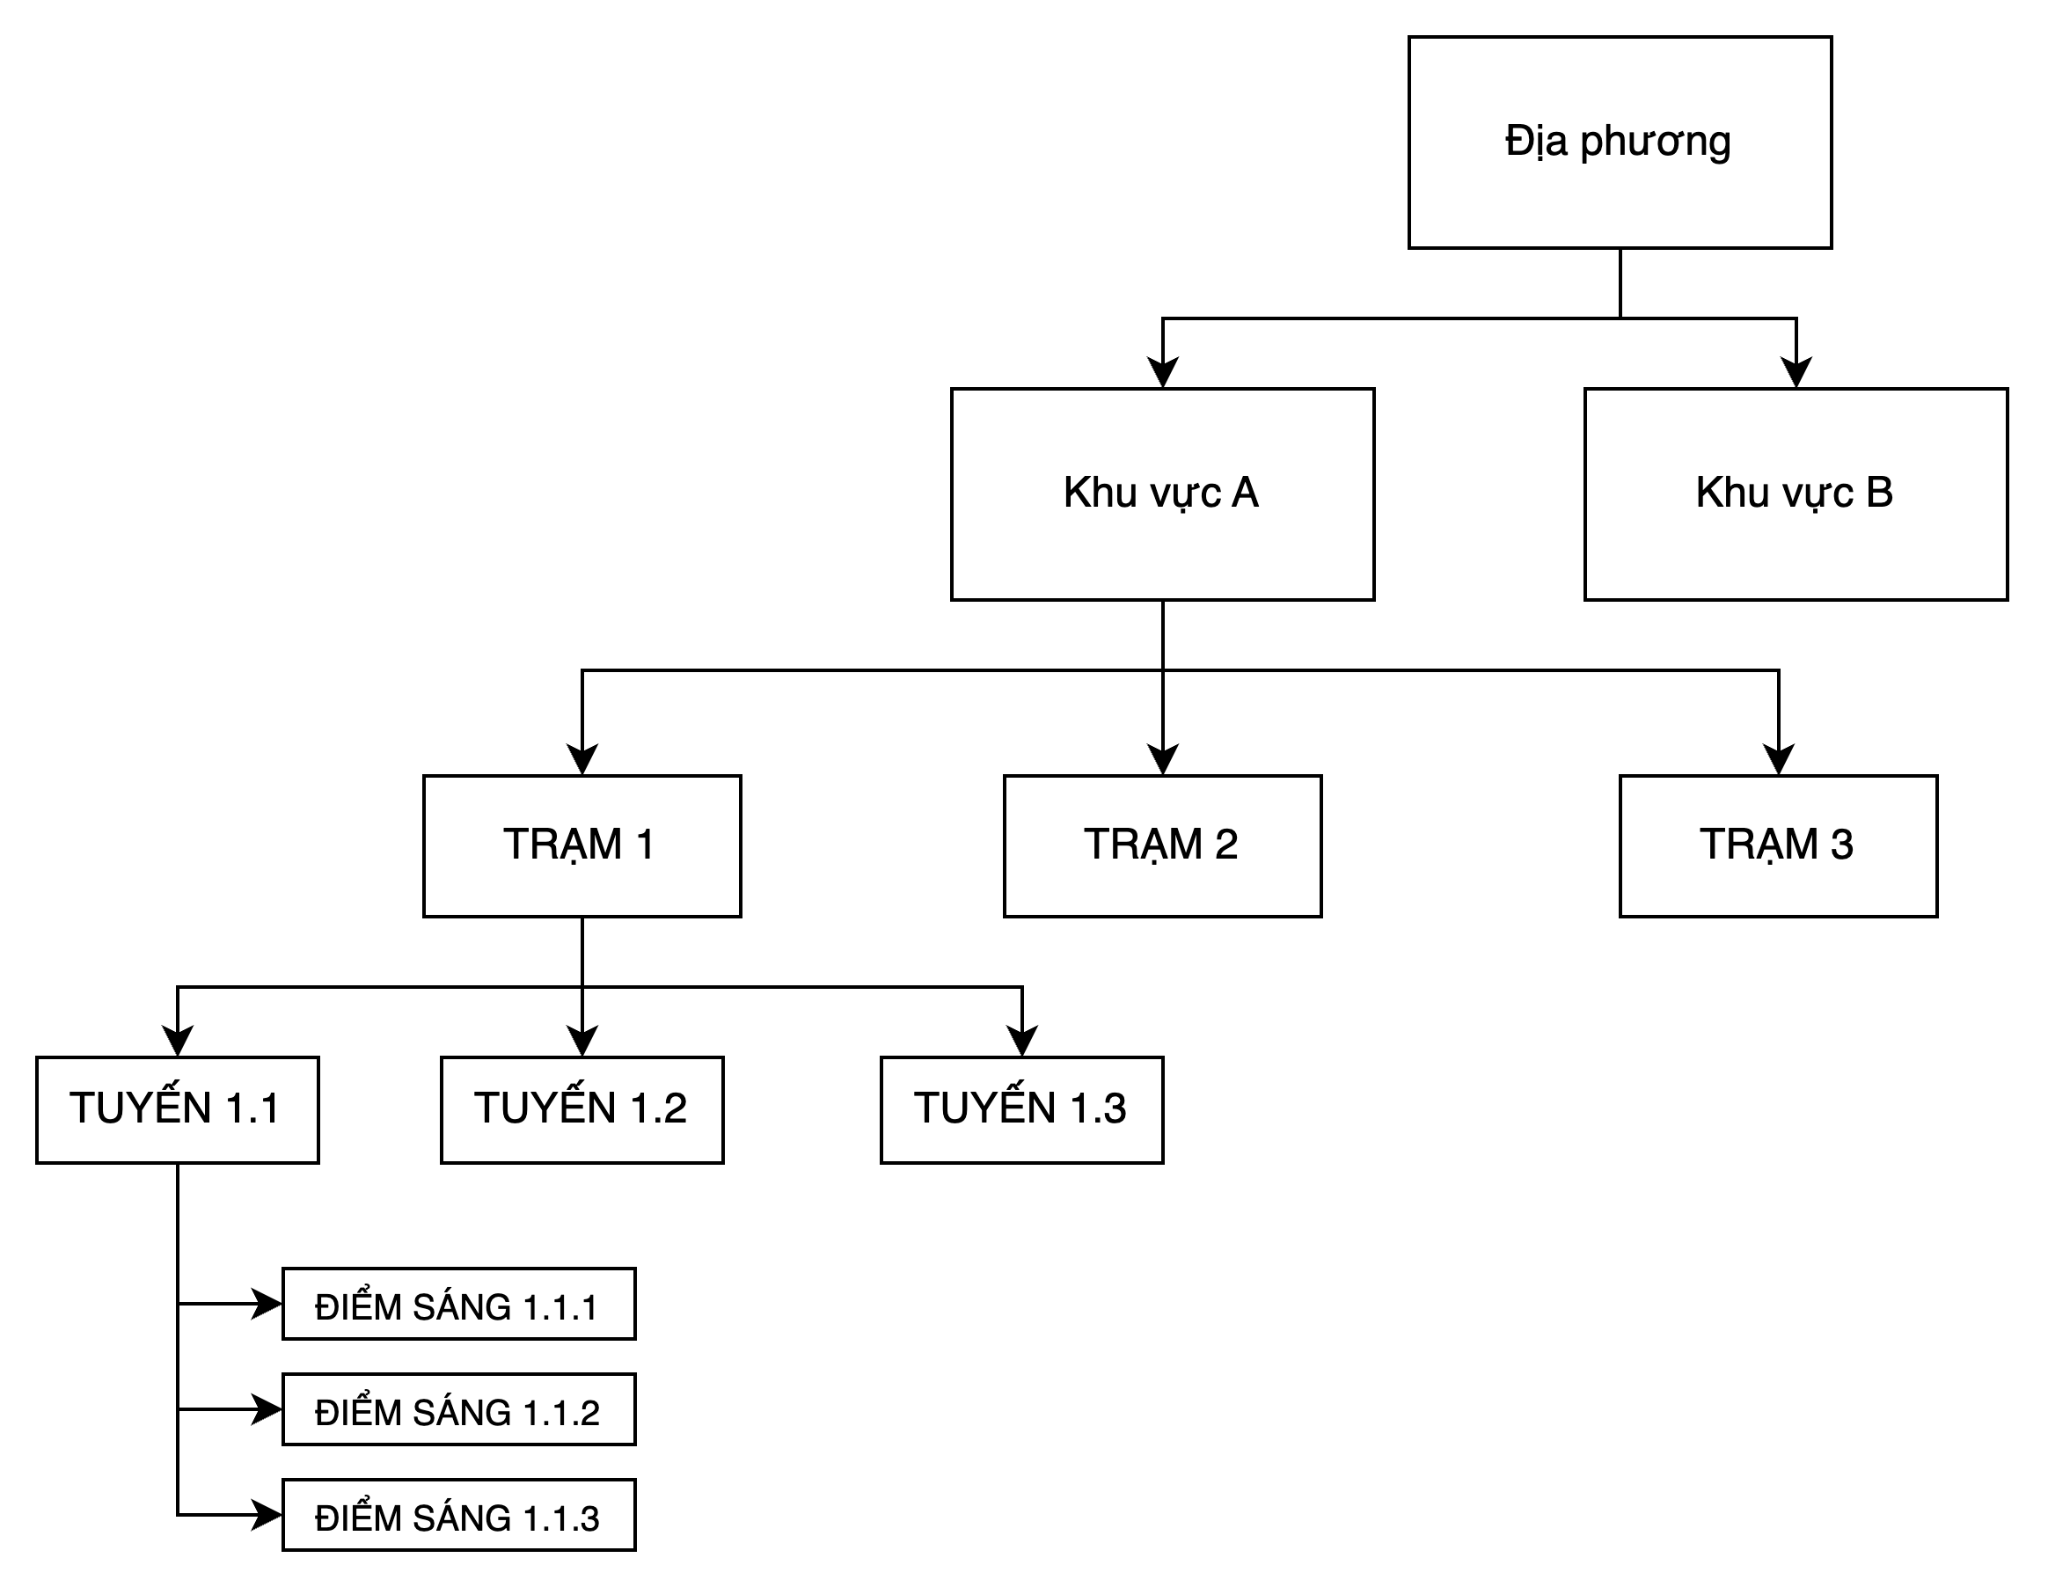 Địa phương
Khu vực A
Khu vực B
TRẠM 1
TRẠM 2
TRẠM 3
TUYẾN 1.1
TUYẾN 1.2
TUYẾN 1.3
ĐIỂM SÁNG 1.1.1
ĐIỂM SÁNG 1.1.2
ĐIỂM SÁNG 1.1.3